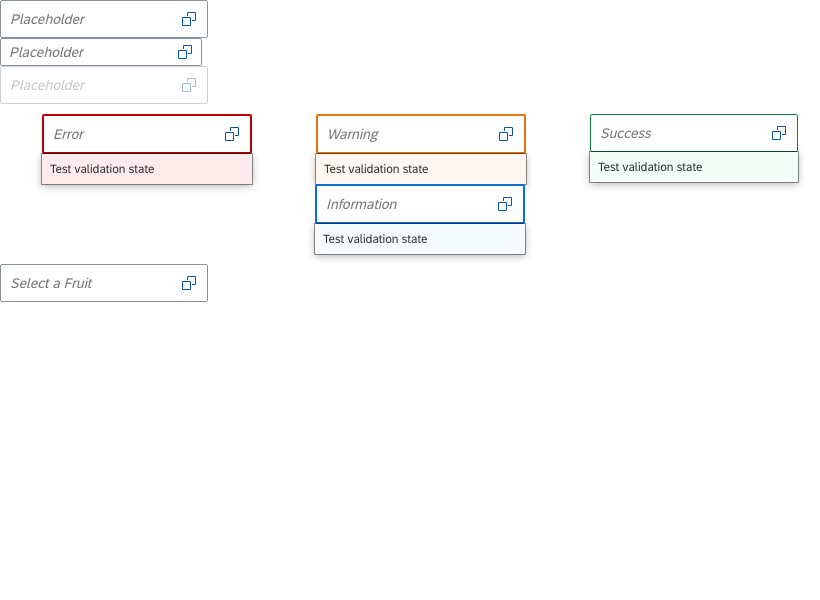 Placeholder
Placeholder
Placeholder
Error
Warning
Success
Test validation state
Test validation state
Test validation state
Information
Test validation state
Select a Fruit